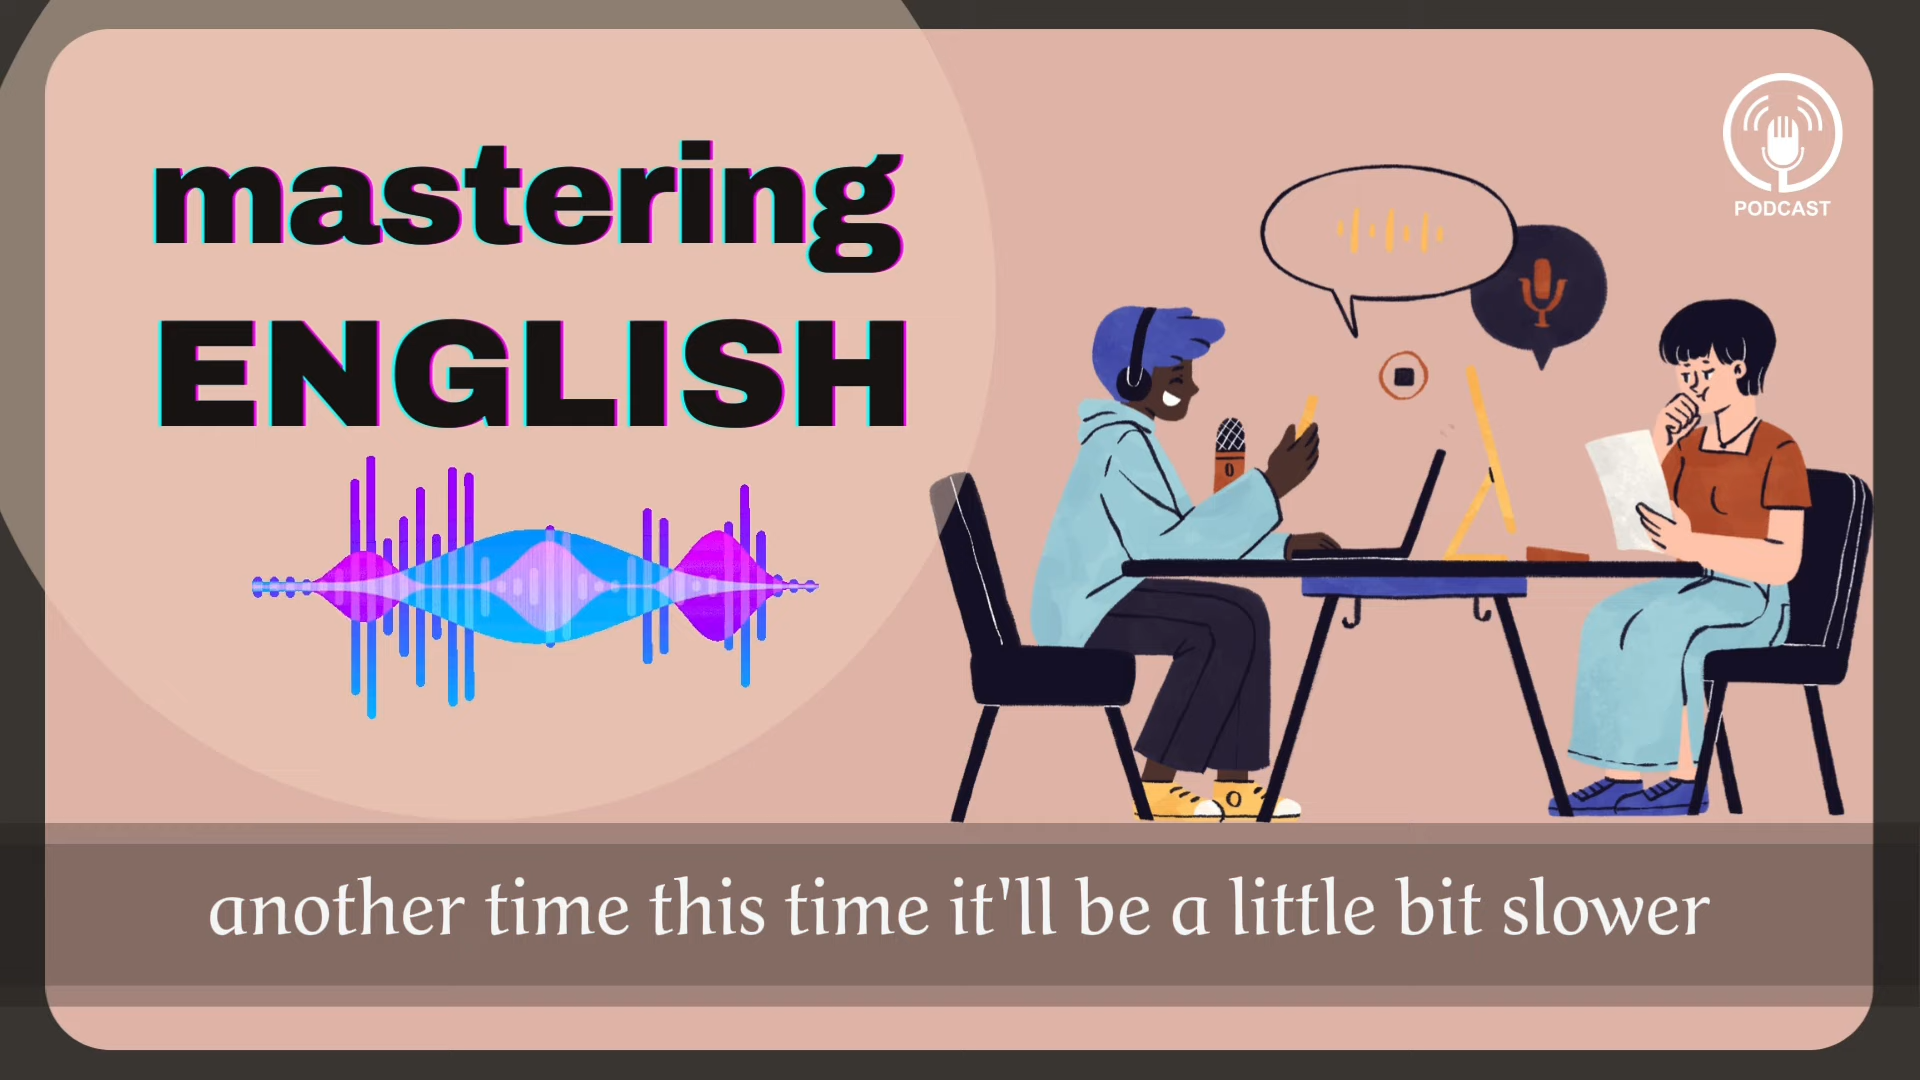 mastering
ENGLISH
PODCAST
another time this time it'll be a little bit slower